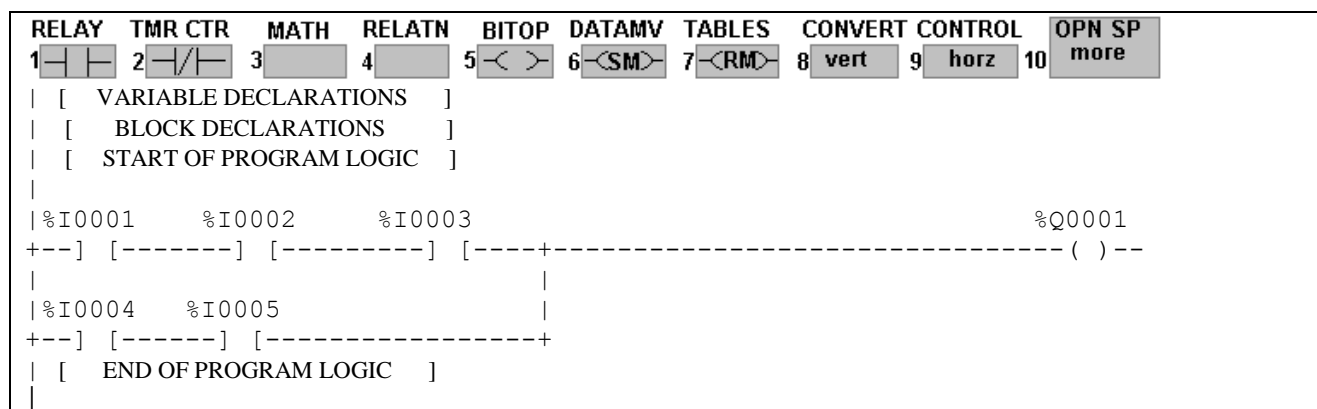 RELAY TMR CTR MATH RELATN BITOP DATAMV TABLES CONVERT CONTROL OPN SP
1 ─┤ ├ 2 ─┤/├─ 3 4 5 ─< >─ 6 ─<SM>─ 7 ─<RM>─ 8 vert 9 horz 10 more
| [ VARIABLE DECLARATIONS ]
| [ BLOCK DECLARATIONS ]
| [ START OF PROGRAM LOGIC ]
|
|%I0001 %I0002 %I0003 %Q0001
+--] [-------] [---------] [----+---------------------------------( )--
| |
|%I0004 %I0005 |
+--] [------] [-----------------+
| [ END OF PROGRAM LOGIC ]
|